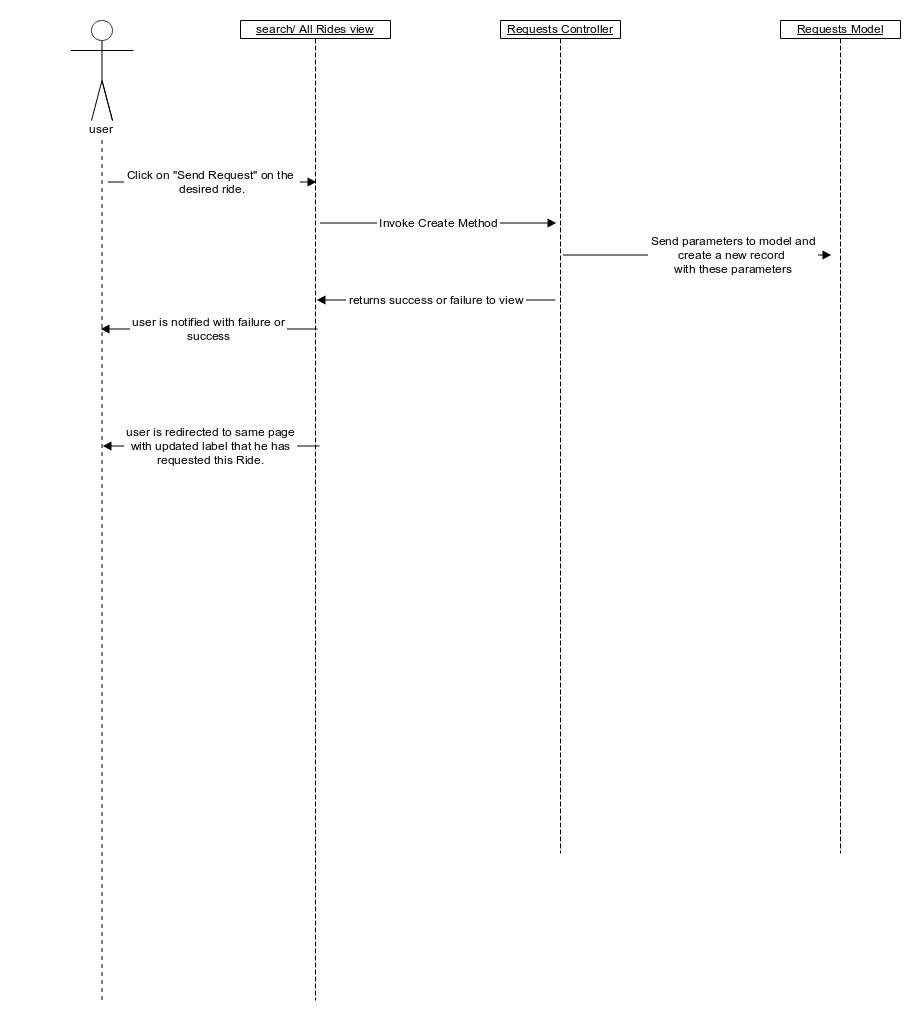 search/ All Rides view
Requests Controller
Requests Model
user
Click on "Send Request" on the
desired ride.
Invoke Create Method
Send parameters to model and
create a new record
with these parameters
returns success or failure to view
user is notified with failure or
success
user is redirected to same page
with updated label that he has
requested this Ride.